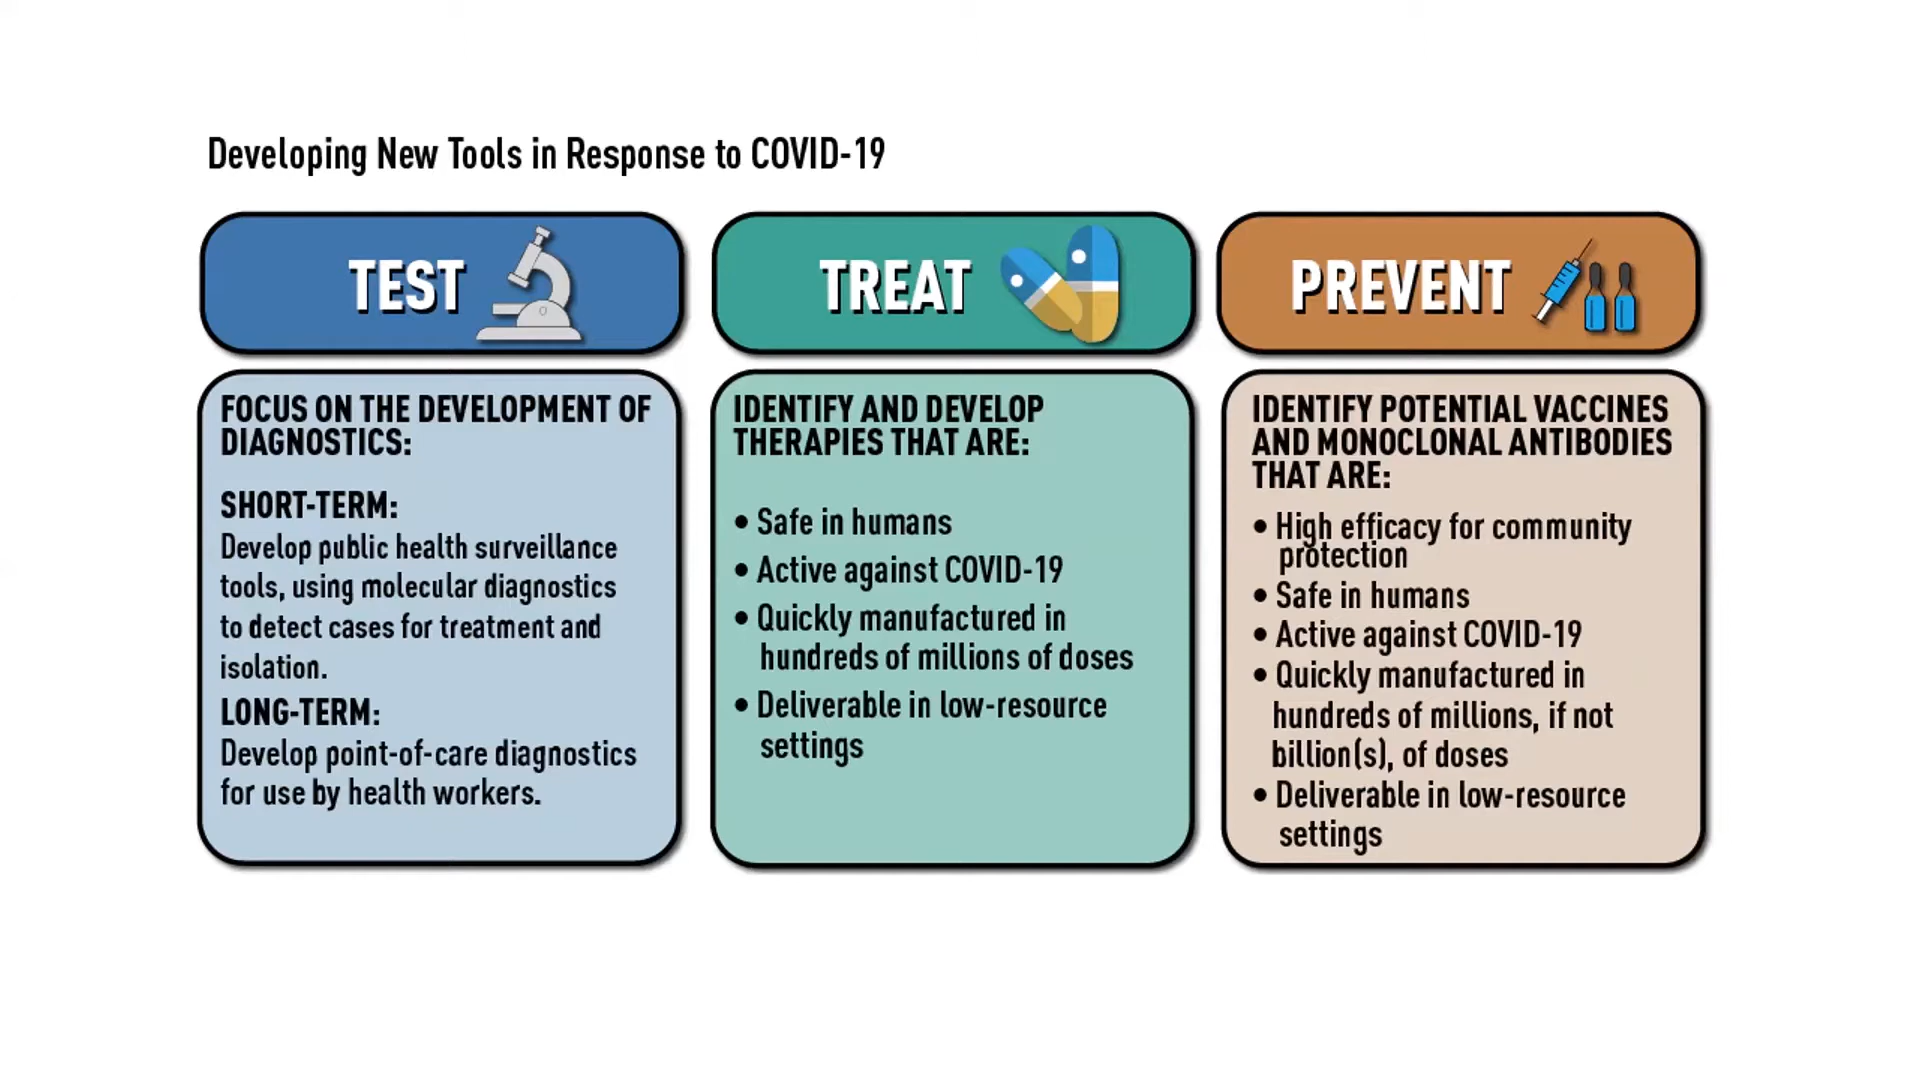 Developing New Tools in Response to COVID-19
TEST
FOCUS ON THE DEVELOPMENT OF
DIAGNOSTICS:
SHORT-TERM:
Develop public health surveillance
tools, using molecular diagnostics
to detect cases for treatment and
isolation.
LONG-TERM:
Develop point-of-care diagnostics
for use by health workers.
TREAT
IDENTIFY AND DEVELOP
THERAPIES THAT ARE:
• Safe in humans
• Active against COVID-19
• Quickly manufactured in
hundreds of millions of doses
• Deliverable in low-resource
settings
PREVENT
IDENTIFY POTENTIAL VACCINES
AND MONOCLONAL ANTIBODIES
THAT ARE:
• High efficacy for community
protection
• Safe in humans
• Active against COVID-19
• Quickly manufactured in
hundreds of millions, if not
billion(s), of doses
• Deliverable in low-resource
settings